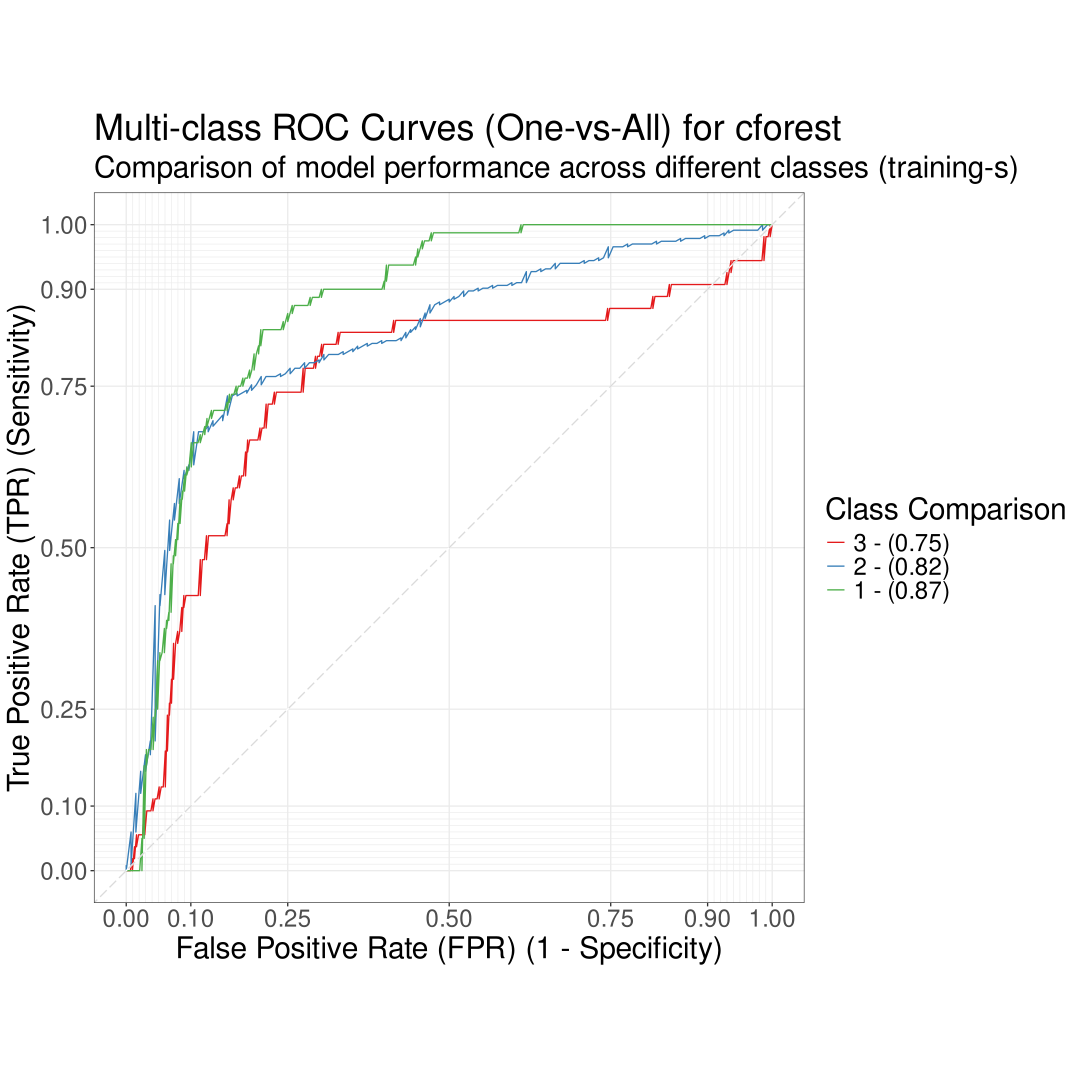 Multi-class ROC Curves (One-vs-All) for cforest
Comparison of model performance across different classes (training-s)
True Positive Rate (TPR) (Sensitivity)
1.00
0.90
0.75
0.50
0.25
0.10
0.00
0.00 0.10 0.25 0.50 0.75 0.90 1.00
False Positive Rate (FPR) (1 - Specificity)
Class Comparison
3 - (0.75)
2 - (0.82)
1 - (0.87)